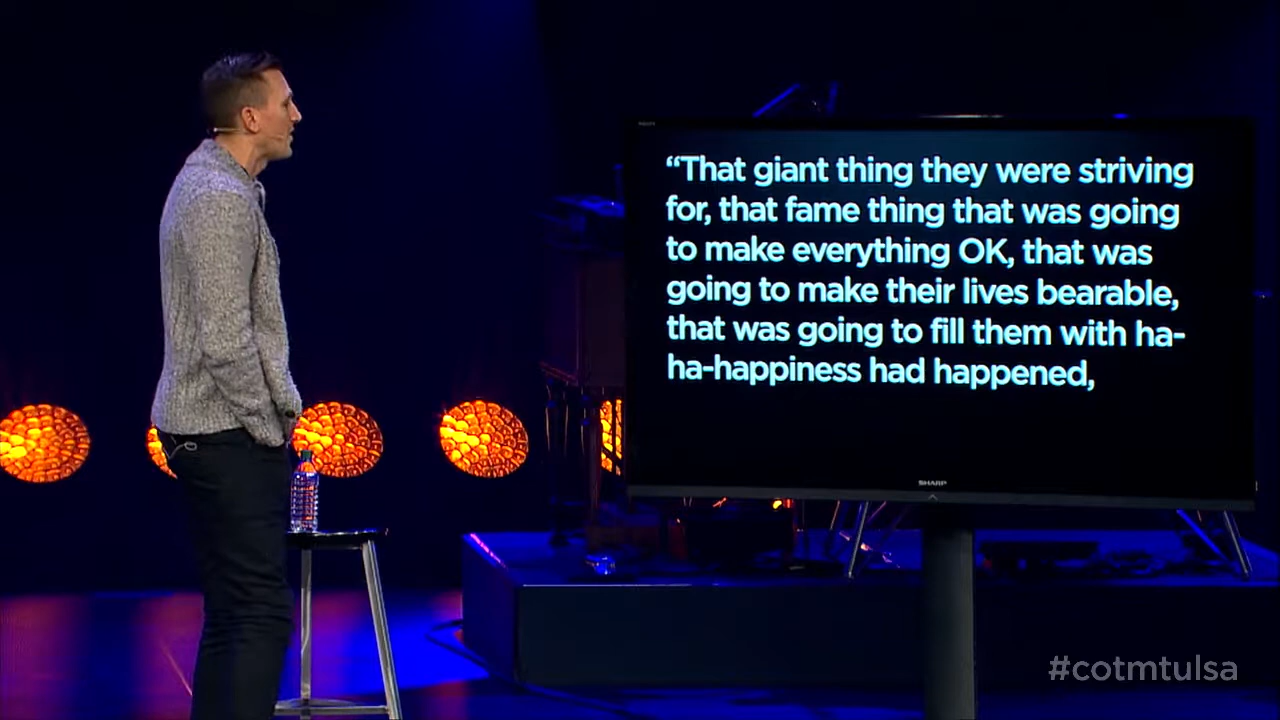 “That giant thing they were striving
for, that fame thing that was going
to make everything OK, that was
going to make their lives bearable,
that was going to fill them with ha-
ha-happiness had happened,
SHARP
#cotmtulsa